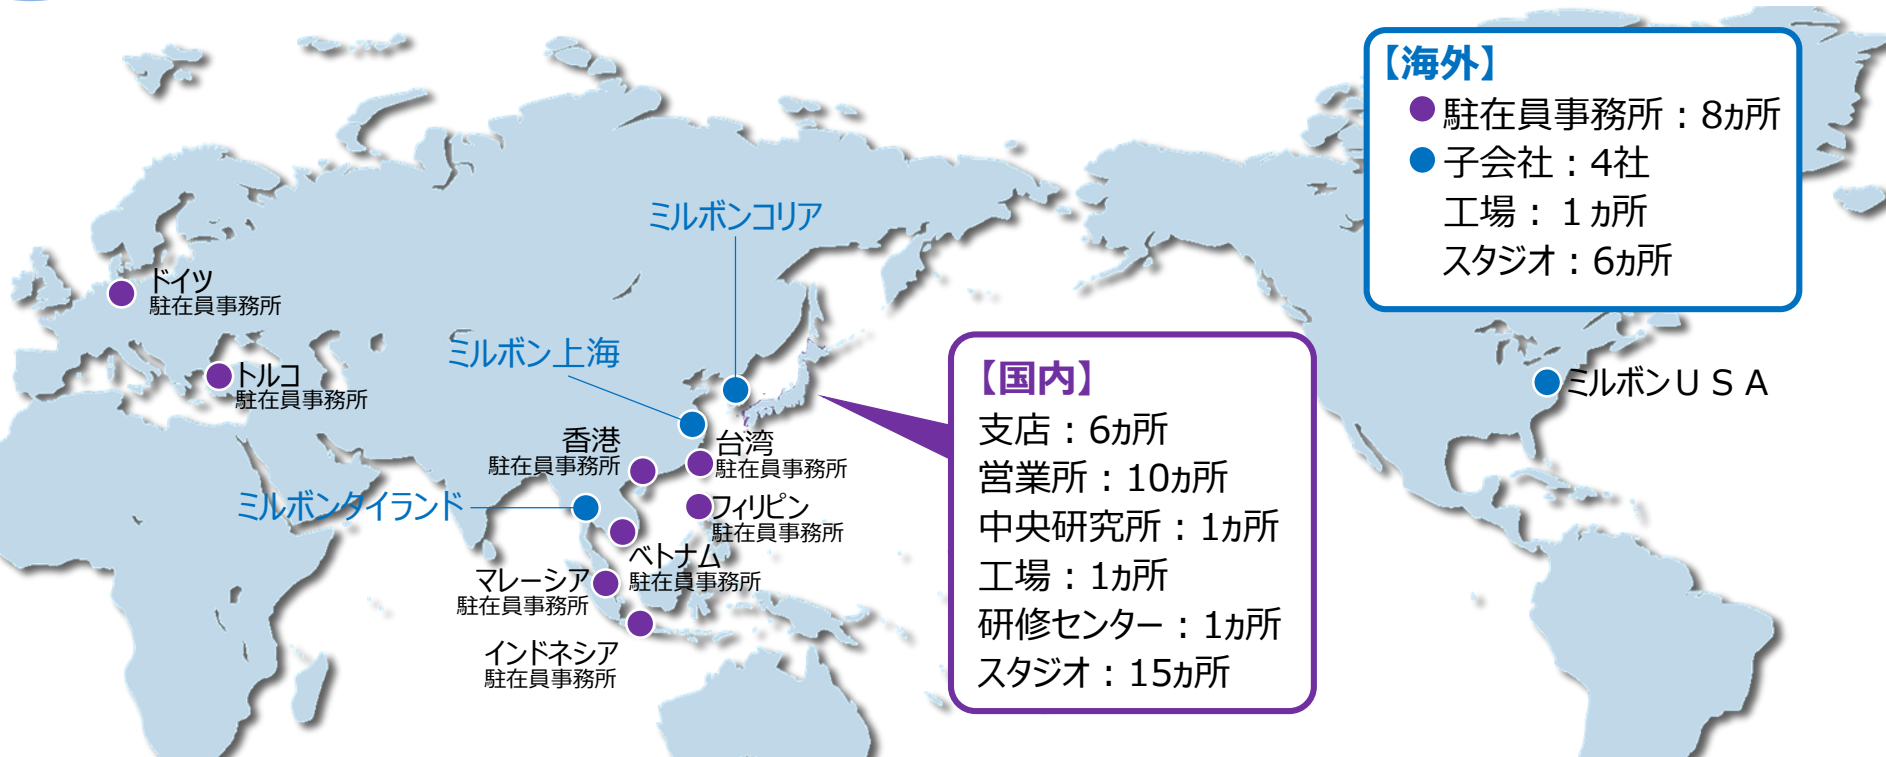 【海外】
駐在員事務所：8ヵ所
子会社：4社
工場：１ヵ所
スタジオ：6ヵ所
ミルボンコリア
ドイツ
駐在員事務所
ミルボン上海
トルコ
駐在員事務所
ミルボンＵＳＡ
香港
駐在員事務所
台湾
駐在員事務所
ミルボンタイランド
フィリピン
駐在員事務所
ベトナム
駐在員事務所
マレーシア
駐在員事務所
インドネシア
駐在員事務所
【国内】
支店：6ヵ所
営業所：10ヵ所
中央研究所：1ヵ所
工場：1ヵ所
研修センター：1ヵ所
スタジオ：15ヵ所